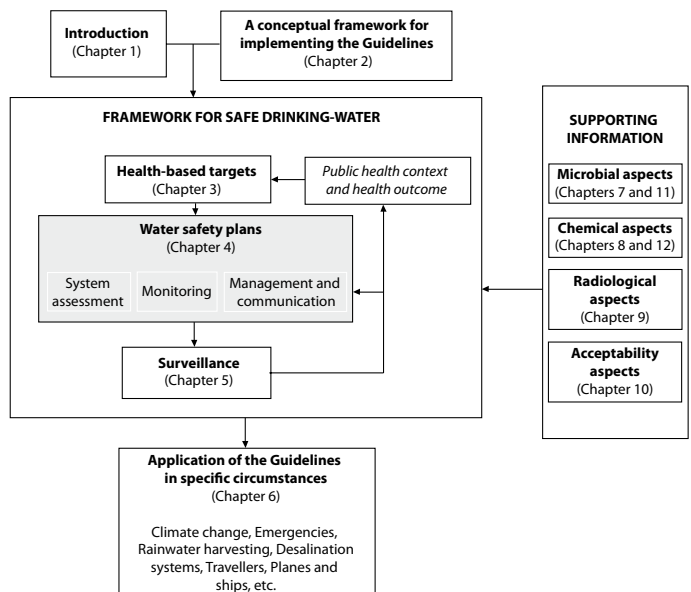 Introduction
(Chapter 1)
A conceptual framework for
implementing the Guidelines
(Chapter 2)
FRAMEWORK FOR SAFE DRINKING-WATER
Health-based targets
(Chapter 3)
Public health context
and health outcome
Water safety plans
(Chapter 4)
System
assessment
Monitoring
Management and
communication
Surveillance
(Chapter 5)
SUPPORTING
INFORMATION
Microbial aspects
(Chapters 7 and 11)
Chemical aspects
(Chapters 8 and 12)
Radiological
aspects
(Chapter 9)
Acceptability
aspects
(Chapter 10)
Application of the Guidelines
in specific circumstances
(Chapter 6)
Climate change, Emergencies,
Rainwater harvesting, Desalination
systems, Travellers, Planes and
ships, etc.